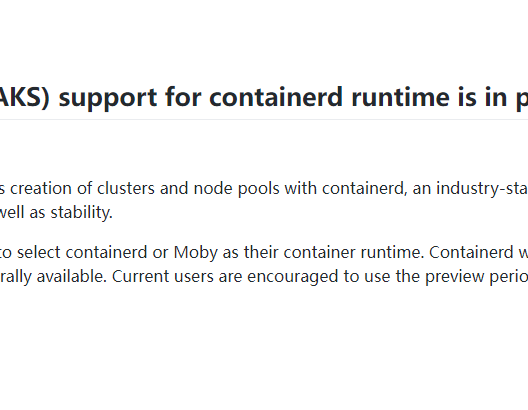 AKS) support for containerd runtime is in p
s creation of clusters and node pools with containerd, an industry-sta
well as stability.
to select containerd or Moby as their container runtime. Containerd w
rally available. Current users are encouraged to use the preview perio